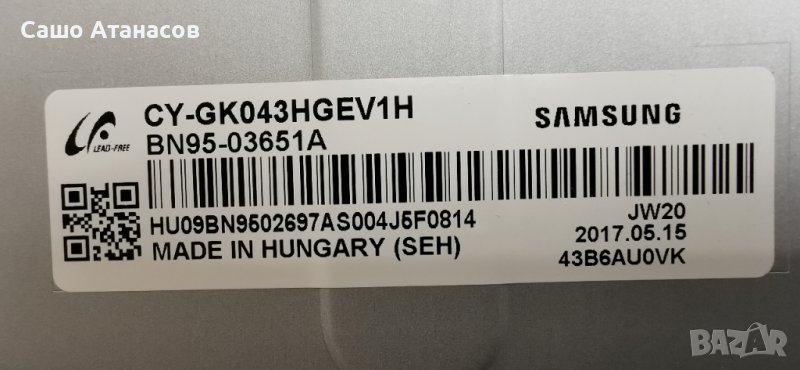 Сашо Атанасов
CY-GK043HGEV1H
SAMSUNG
LEAD-FREE
BN95-03651A
HU09BN9502697AS004J5F0814
JW20
MADE IN HUNGARY (SEH)
2017.05.15
43B6AU0VK
BAZAR